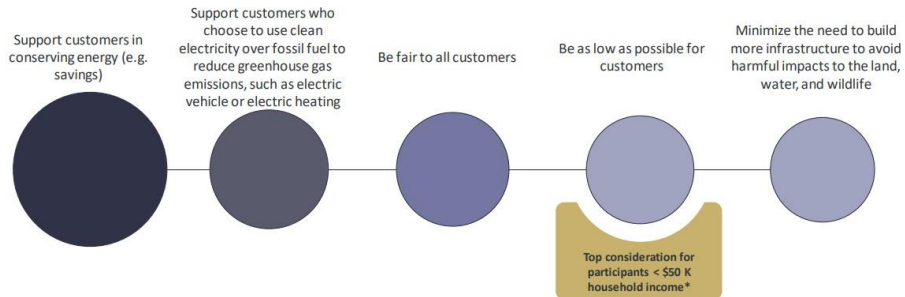 Support customers in
conserving energy (e.g.
savings)
Support customers who
choose to use clean
electricity over fossil fuel to
reduce greenhouse gas
emissions, such as electric
vehicle or electric heating
Be fair to all customers
Be as low as possible for
customers
Minimize the need to build
more infrastructure to avoid
harmful impacts to the land,
water, and wildlife
Top consideration for
participants < $50 K
household income*